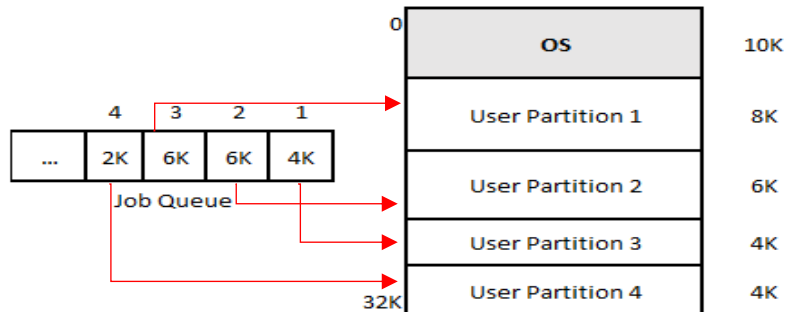 0
OS 10K
4 3 2 1
User Partition 1 8K
... 2K 6K 6K 4K
Job Queue
User Partition 2 6K
User Partition 3 4K
User Partition 4 4K
32K